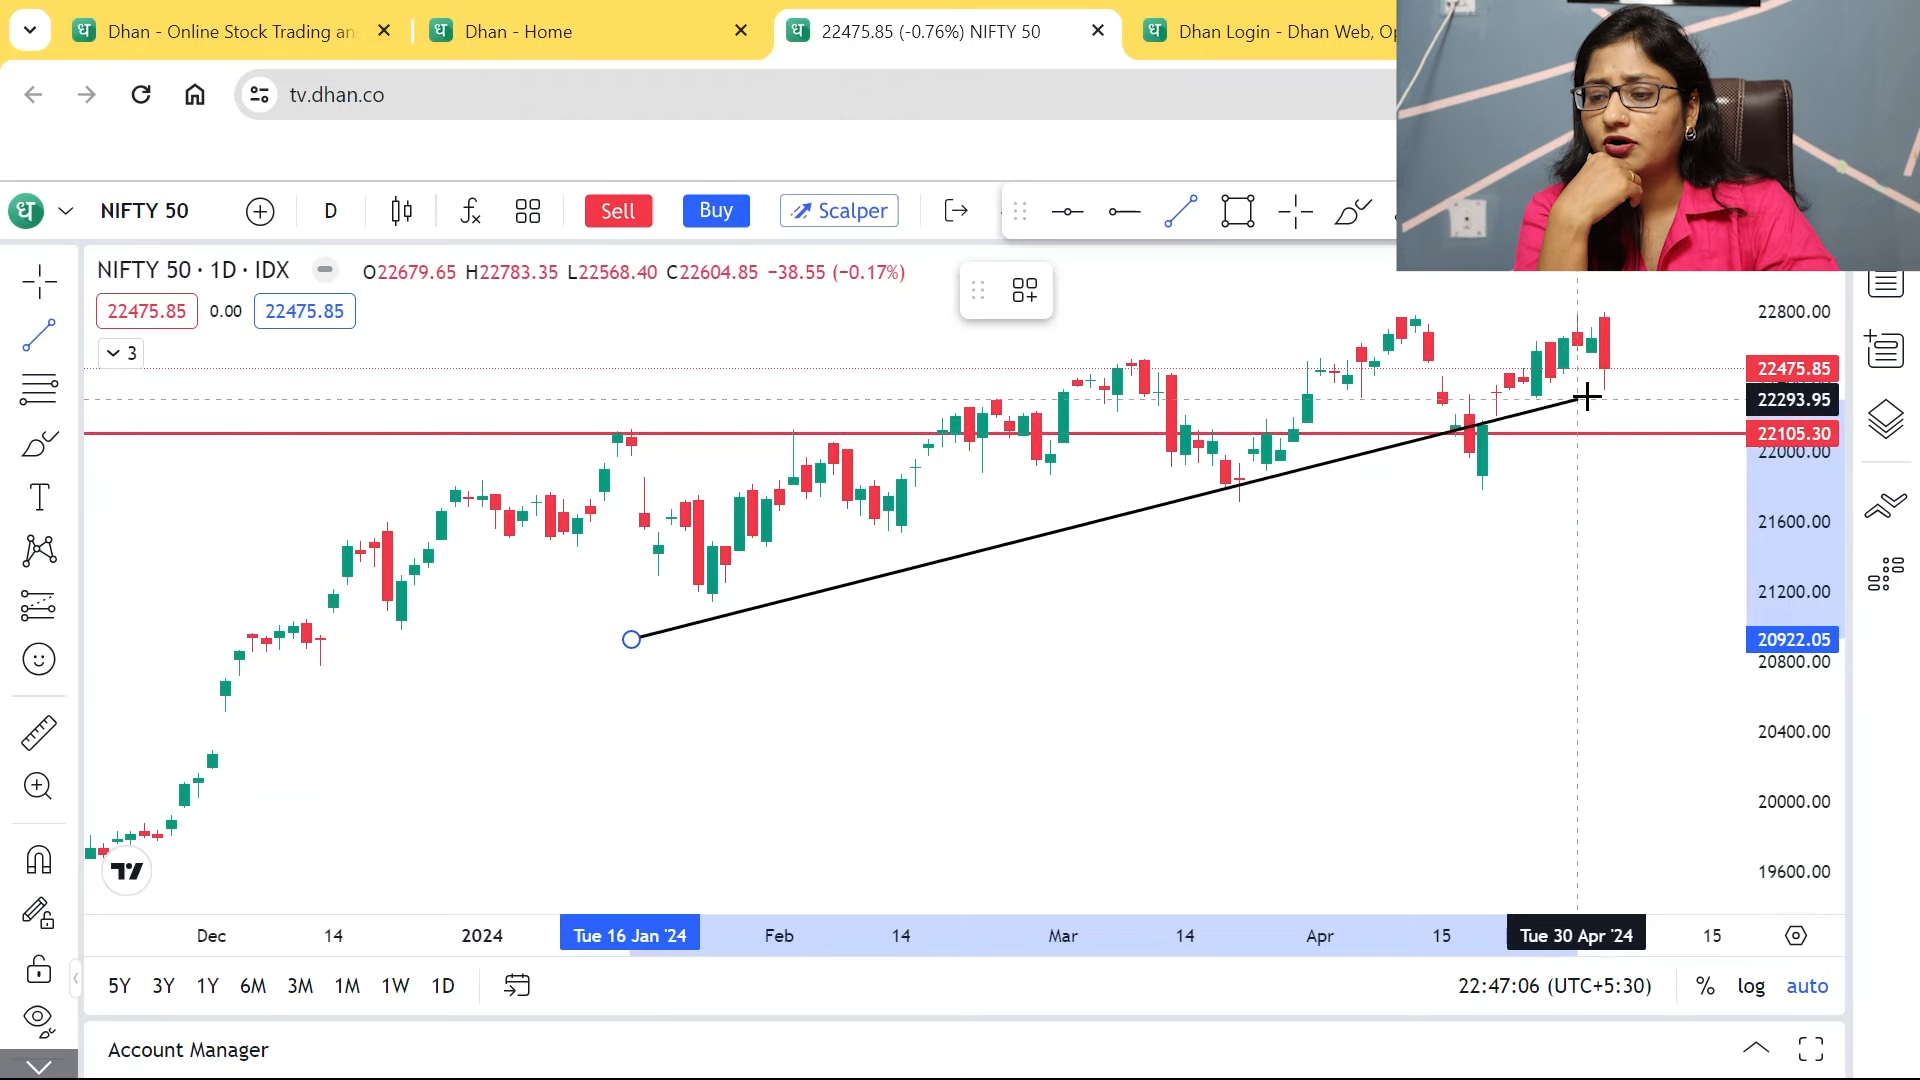 ध Dhan - Online Stock Trading an
ध Dhan - Home
ध 22475.85 (-0.76%) NIFTY 50
ध Dhan Login - Dhan Web, Op
tv.dhan.co
ध NIFTY 50 D Sell Buy Scalper
NIFTY 50 · 1D · IDX O22679.65 H22783.35 L22568.40 C22604.85 −38.55 (−0.17%)
22475.85 0.00 22475.85
3
T
22800.00
22475.85
22293.95
22105.30
22000.00
21600.00
21200.00
20922.05
20800.00
20400.00
20000.00
19600.00
Dec 14 2024 Tue 16 Jan '24 Feb 14 Mar 14 Apr 15 Tue 30 Apr '24 15
5Y 3Y 1Y 6M 3M 1M 1W 1D 22:47:06 (UTC+5:30) % log auto
Account Manager